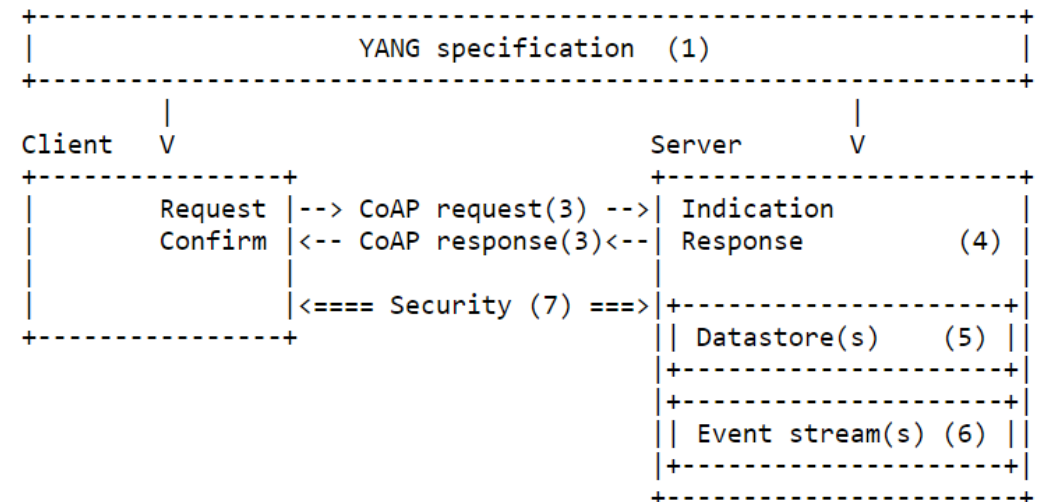 YANG specification (1)
Client V Server V
Request --> CoAP request(3) --> Indication
Confirm <-- CoAP response(3)<-- Response (4)
<==== Security (7) ===>
Datastore(s) (5)
Event stream(s) (6)